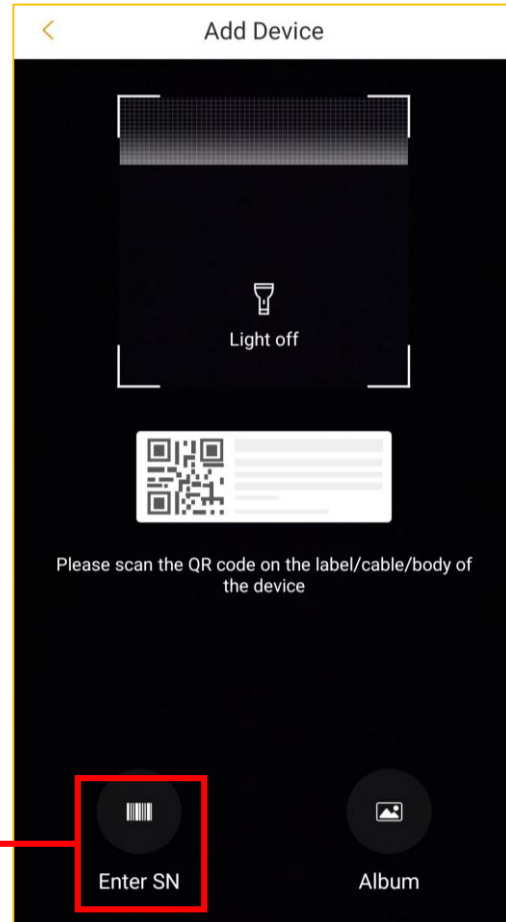 Add Device
Light off
Please scan the QR code on the label/cable/body of
the device
Enter SN
Album